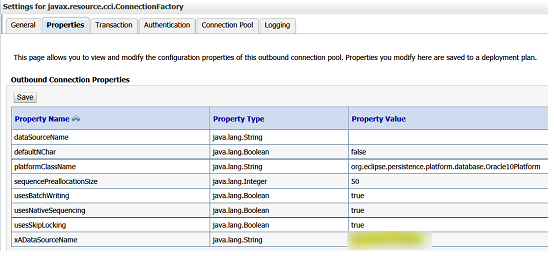 Settings for javax.resource.cci.ConnectionFactory
General Properties Transaction Authentication Connection Pool Logging
This page allows you to view and modify the configuration properties of this outbound connection pool. Properties you modify here are saved to a deployment plan.
Outbound Connection Properties
Save
Property Name Property Type Property Value
dataSourceName java.lang.String
defaultNChar java.lang.Boolean false
platformClassName java.lang.String org.eclipse.persistence.platform.database.Oracle10Platform
sequencePreallocationSize java.lang.Integer 50
usesBatchWriting java.lang.Boolean true
usesNativeSequencing java.lang.Boolean true
usesSkipLocking java.lang.Boolean true
xADataSourceName java.lang.String